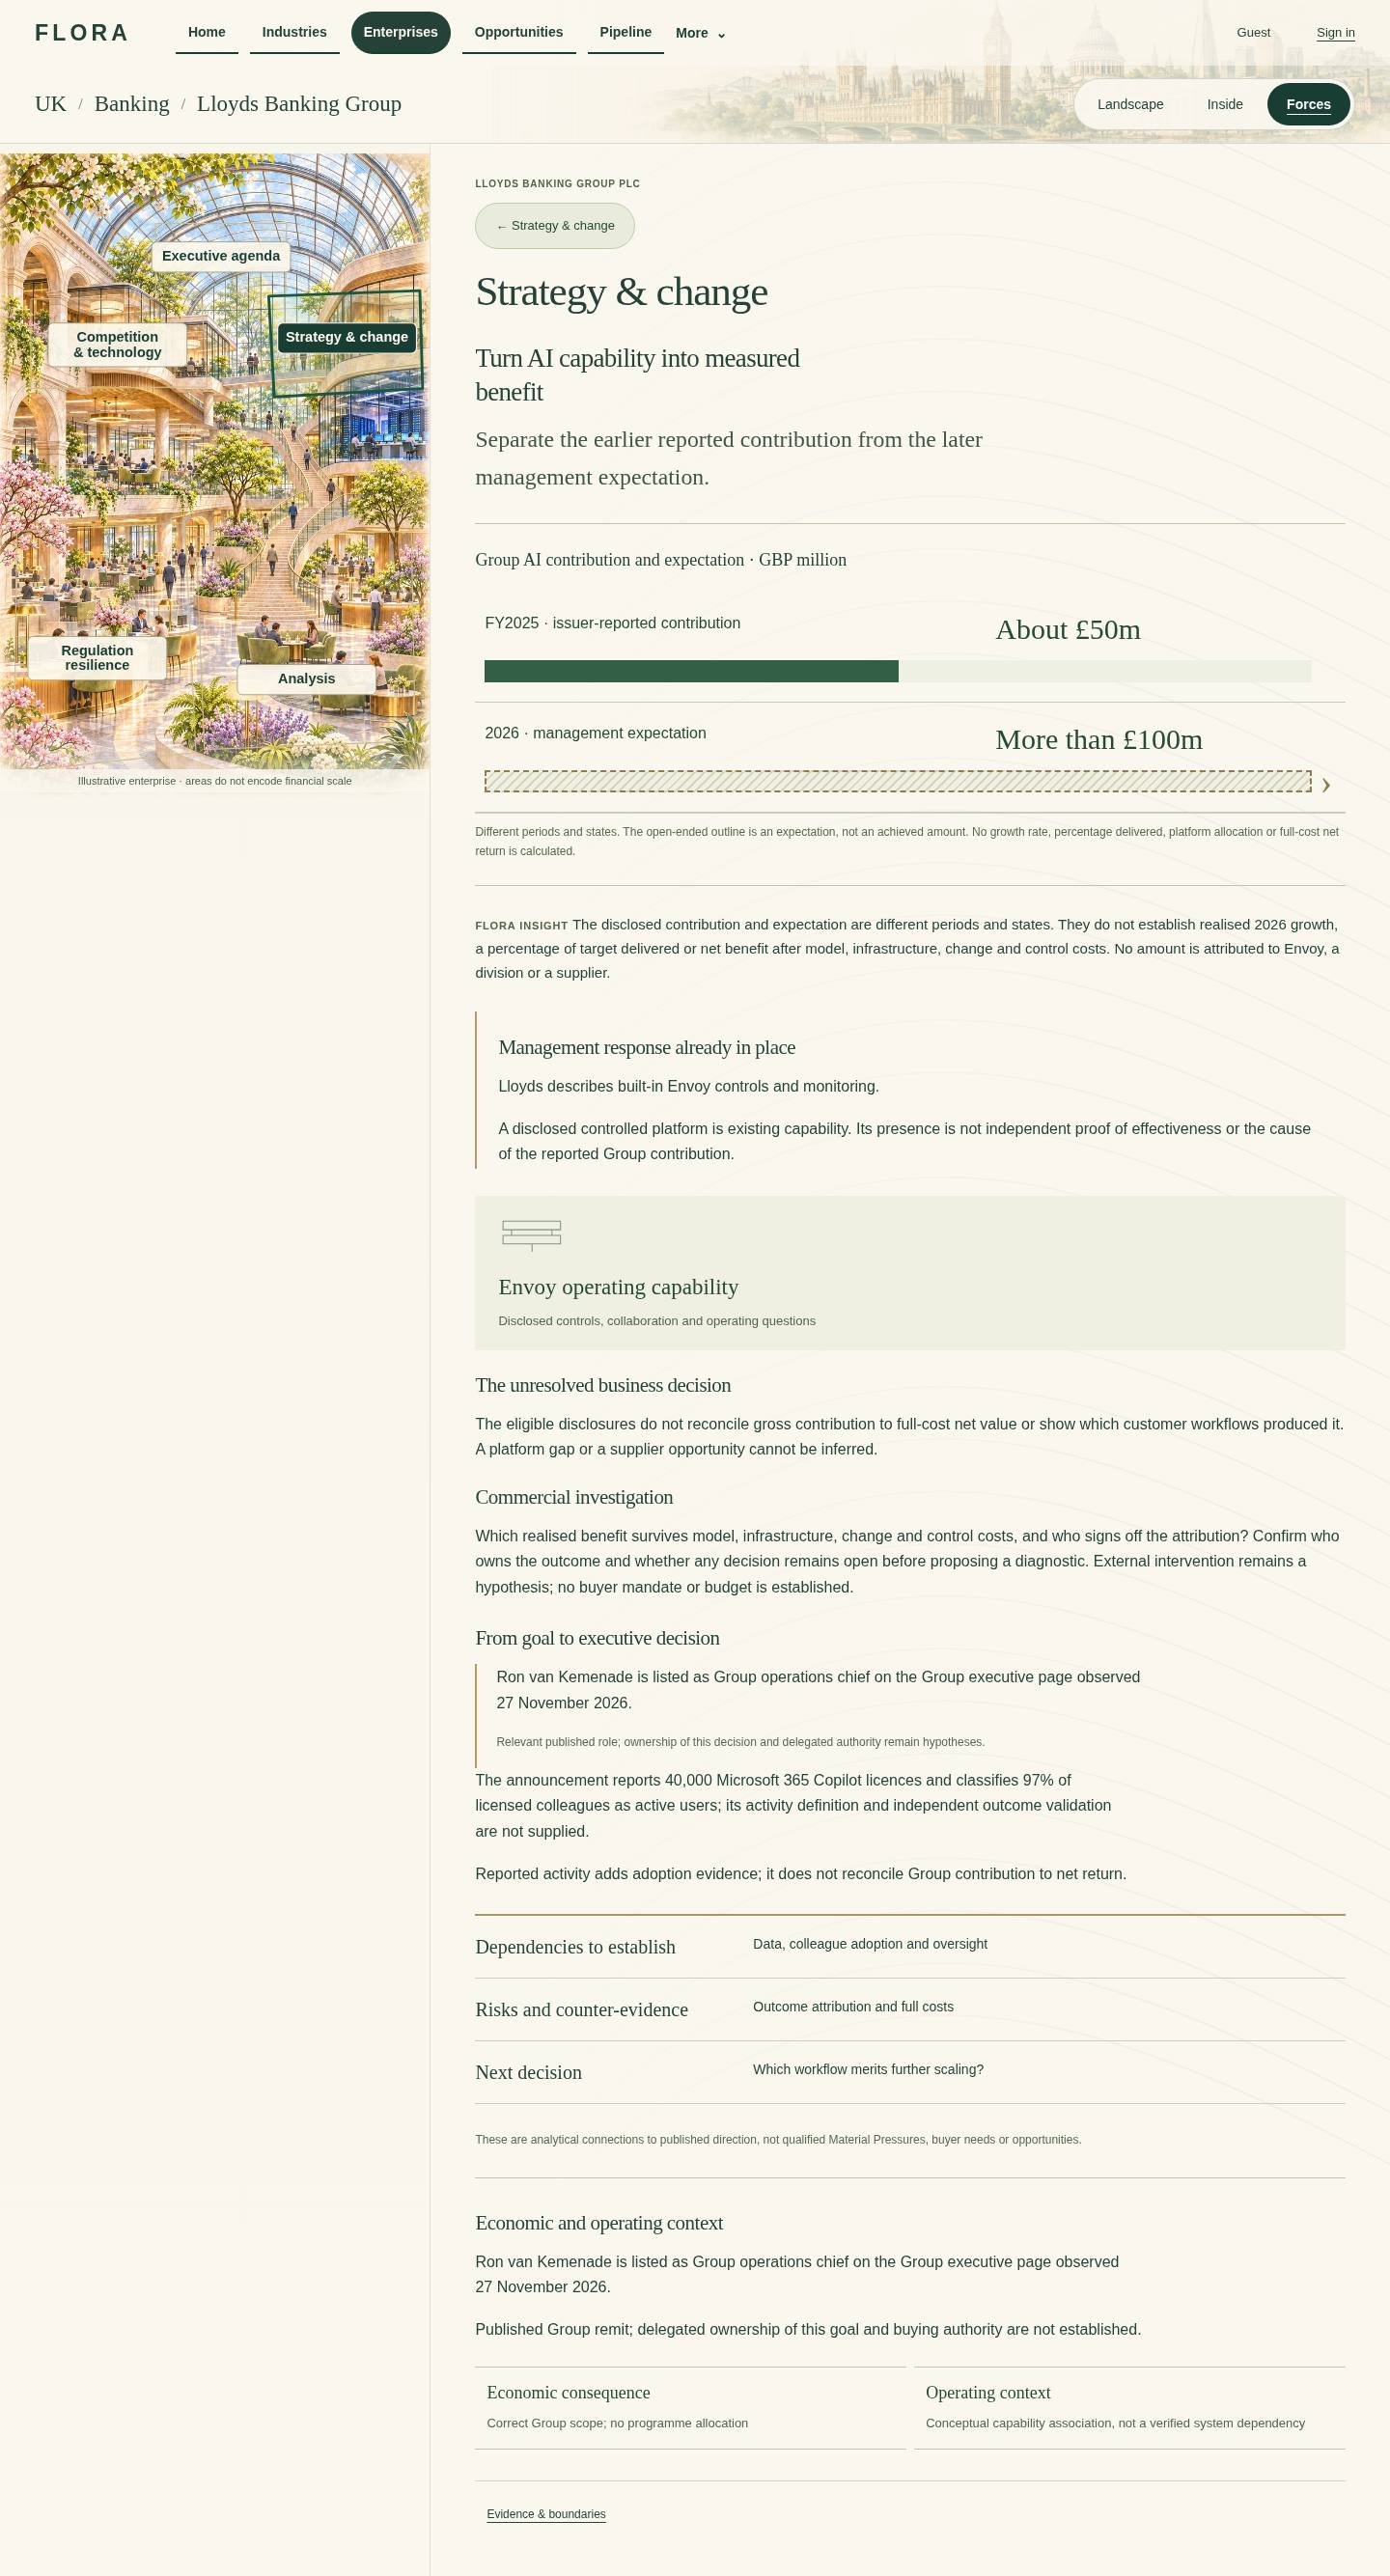 FLORA
Home
Industries
Enterprises
Opportunities
Pipeline
More ⌄
Guest
Sign in
UK / Banking / Lloyds Banking Group
Landscape
Inside
Forces
Executive agenda
Competition
& technology
Strategy & change
Regulation
resilience
Analysis
Illustrative enterprise · areas do not encode financial scale
LLOYDS BANKING GROUP PLC
← Strategy & change
Strategy & change
Turn AI capability into measured
benefit
Separate the earlier reported contribution from the later
management expectation.
Group AI contribution and expectation · GBP million
FY2025 · issuer-reported contribution
About £50m
2026 · management expectation
More than £100m
Different periods and states. The open-ended outline is an expectation, not an achieved amount. No growth rate, percentage delivered, platform allocation or full-cost net
return is calculated.
FLORA INSIGHT The disclosed contribution and expectation are different periods and states. They do not establish realised 2026 growth,
a percentage of target delivered or net benefit after model, infrastructure, change and control costs. No amount is attributed to Envoy, a
division or a supplier.
Management response already in place
Lloyds describes built-in Envoy controls and monitoring.
A disclosed controlled platform is existing capability. Its presence is not independent proof of effectiveness or the cause
of the reported Group contribution.
Envoy operating capability
Disclosed controls, collaboration and operating questions
The unresolved business decision
The eligible disclosures do not reconcile gross contribution to full-cost net value or show which customer workflows produced it.
A platform gap or a supplier opportunity cannot be inferred.
Commercial investigation
Which realised benefit survives model, infrastructure, change and control costs, and who signs off the attribution? Confirm who
owns the outcome and whether any decision remains open before proposing a diagnostic. External intervention remains a
hypothesis; no buyer mandate or budget is established.
From goal to executive decision
Ron van Kemenade is listed as Group operations chief on the Group executive page observed
27 November 2026.
Relevant published role; ownership of this decision and delegated authority remain hypotheses.
The announcement reports 40,000 Microsoft 365 Copilot licences and classifies 97% of
licensed colleagues as active users; its activity definition and independent outcome validation
are not supplied.
Reported activity adds adoption evidence; it does not reconcile Group contribution to net return.
Dependencies to establish
Data, colleague adoption and oversight
Risks and counter-evidence
Outcome attribution and full costs
Next decision
Which workflow merits further scaling?
These are analytical connections to published direction, not qualified Material Pressures, buyer needs or opportunities.
Economic and operating context
Ron van Kemenade is listed as Group operations chief on the Group executive page observed
27 November 2026.
Published Group remit; delegated ownership of this goal and buying authority are not established.
Economic consequence
Correct Group scope; no programme allocation
Operating context
Conceptual capability association, not a verified system dependency
Evidence & boundaries